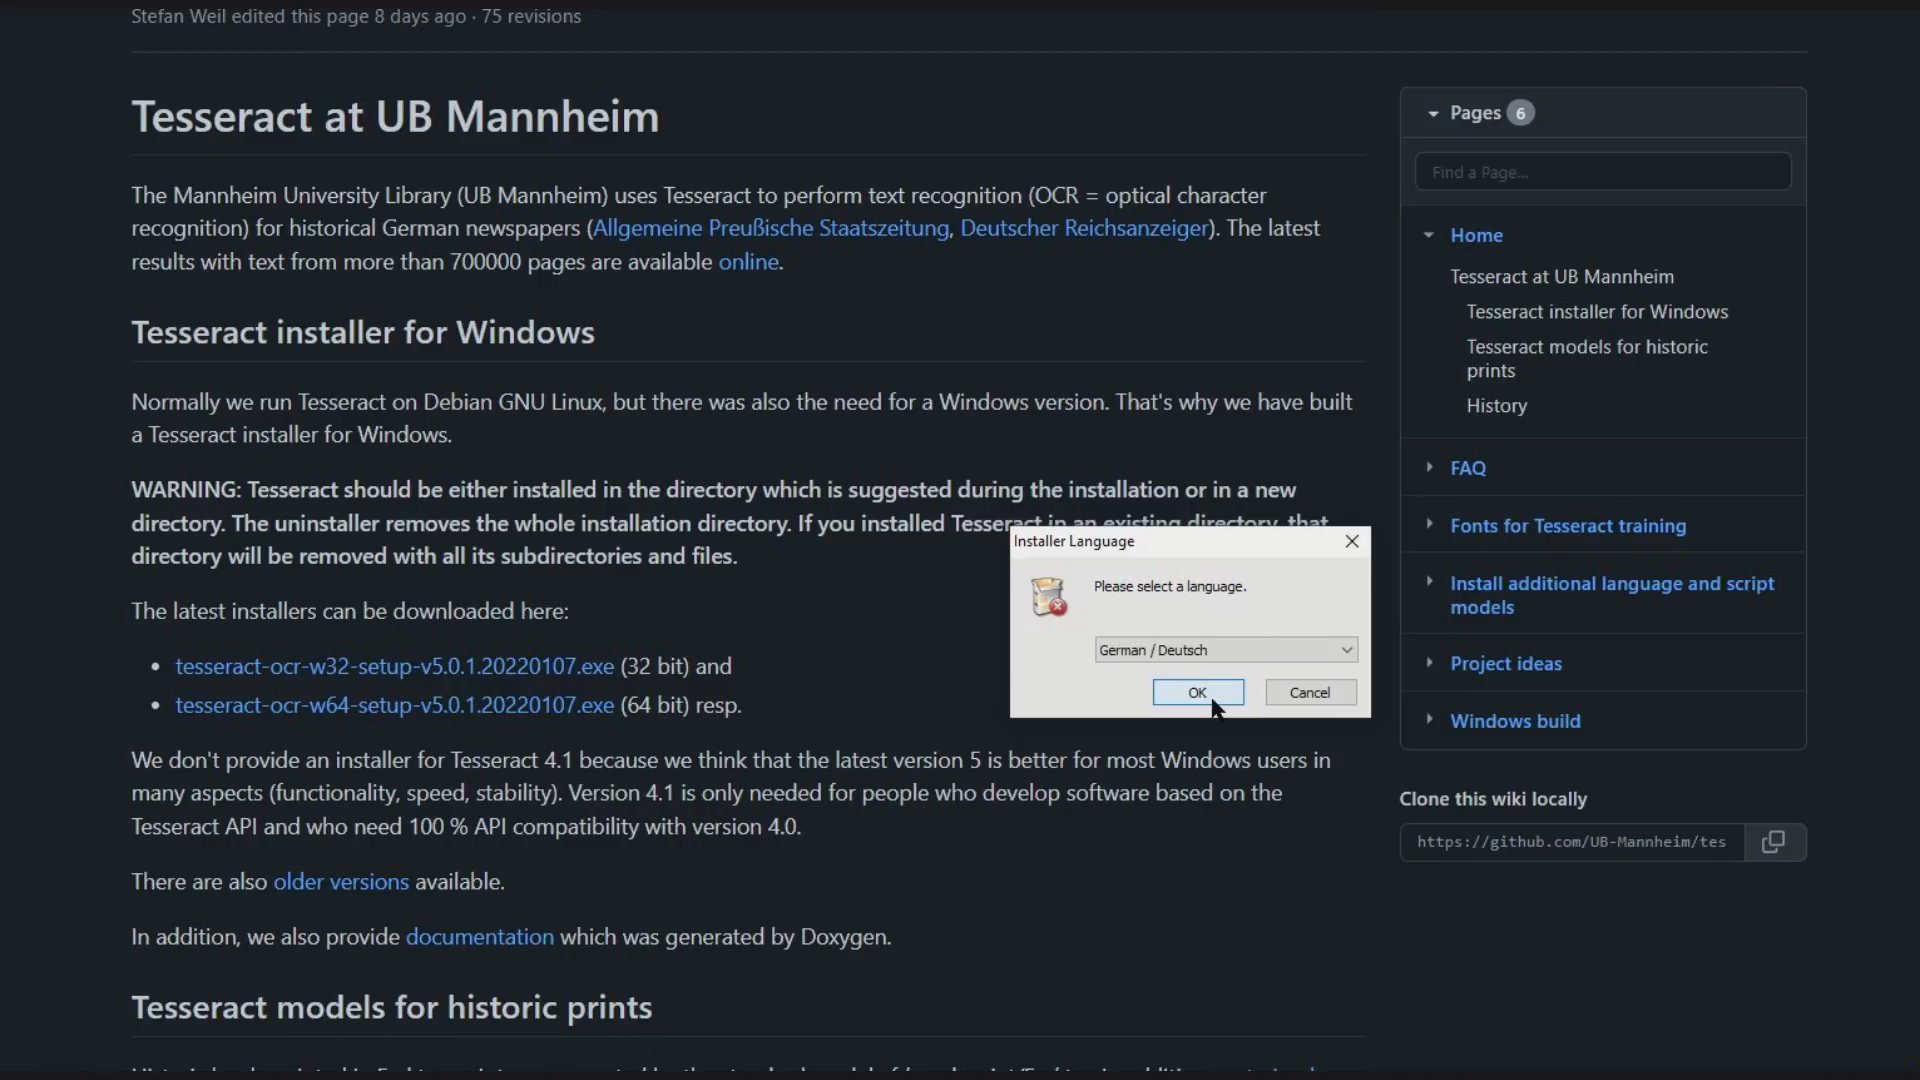 Stefan Weil edited this page 8 days ago · 75 revisions
Tesseract at UB Mannheim
The Mannheim University Library (UB Mannheim) uses Tesseract to perform text recognition (OCR = optical character
recognition) for historical German newspapers (Allgemeine Preußische Staatszeitung, Deutscher Reichsanzeiger). The latest
results with text from more than 700000 pages are available online.
Tesseract installer for Windows
Normally we run Tesseract on Debian GNU Linux, but there was also the need for a Windows version. That's why we have built
a Tesseract installer for Windows.
WARNING: Tesseract should be either installed in the directory which is suggested during the installation or in a new
directory. The uninstaller removes the whole installation directory. If you installed Tesseract in an existing directory, that
directory will be removed with all its subdirectories and files.
The latest installers can be downloaded here:
• tesseract-ocr-w32-setup-v5.0.1.20220107.exe (32 bit) and
• tesseract-ocr-w64-setup-v5.0.1.20220107.exe (64 bit) resp.
We don't provide an installer for Tesseract 4.1 because we think that the latest version 5 is better for most Windows users in
many aspects (functionality, speed, stability). Version 4.1 is only needed for people who develop software based on the
Tesseract API and who need 100 % API compatibility with version 4.0.
There are also older versions available.
In addition, we also provide documentation which was generated by Doxygen.
Tesseract models for historic prints
Installer Language
Please select a language.
German / Deutsch
OK
Cancel
Pages 6
Find a Page...
Home
Tesseract at UB Mannheim
Tesseract installer for Windows
Tesseract models for historic
prints
History
FAQ
Fonts for Tesseract training
Install additional language and script
models
Project ideas
Windows build
Clone this wiki locally
https://github.com/UB-Mannheim/tes